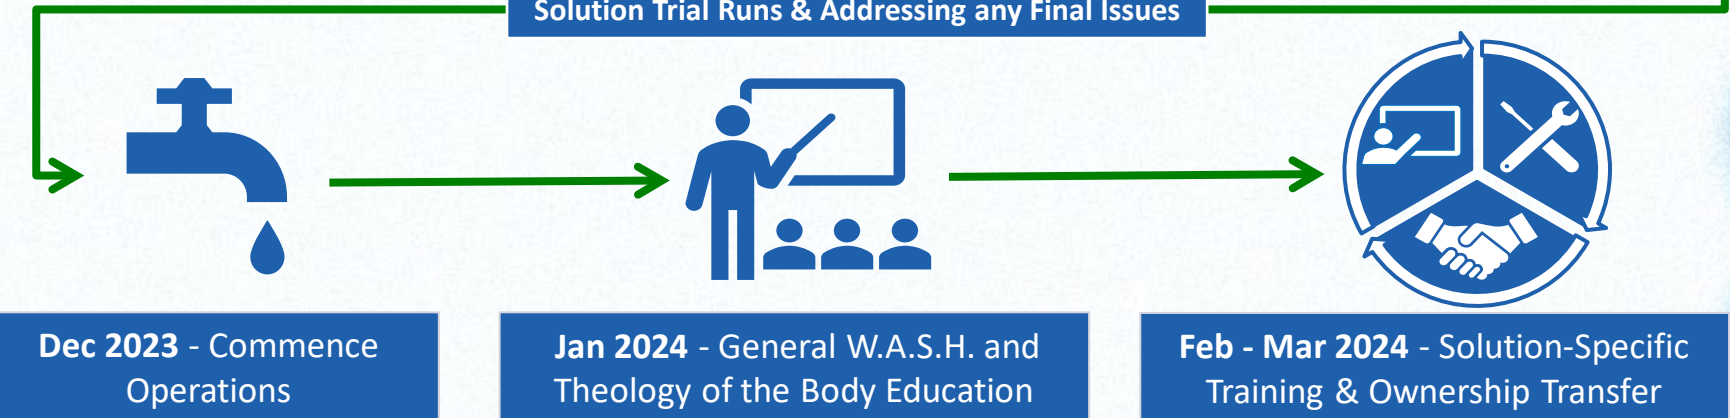 Solution Trial Runs & Addressing any Final Issues
Dec 2023 - Commence
Operations
Jan 2024 - General W.A.S.H. and
Theology of the Body Education
Feb - Mar 2024 - Solution-Specific
Training & Ownership Transfer